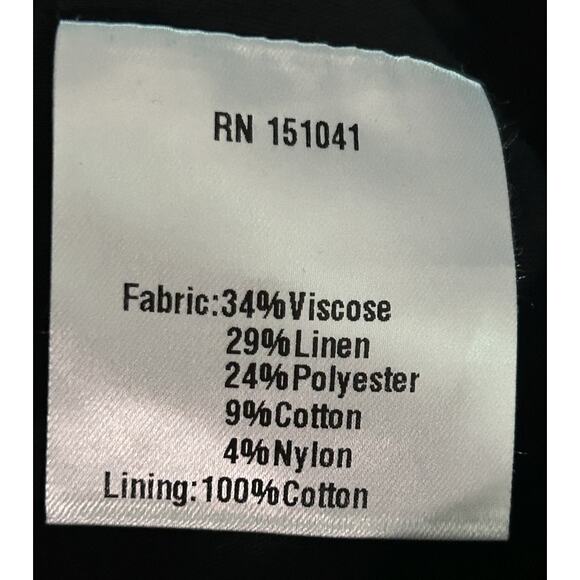 RN 151041
Fabric:34%Viscose
29%Linen
24%Polyester
9%Cotton
4%Nylon
Lining:100%Cotton